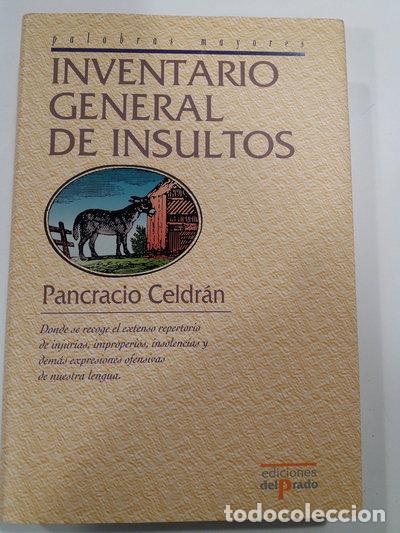 palabras mayores
INVENTARIO
GENERAL
DE INSULTOS
Pancracio Celdrán
Donde se recoge el extenso repertorio
de injurias, improperios, insolencias y
demás expresiones ofensivas
de nuestra lengua.
ediciones
delPrado
todocoleccion